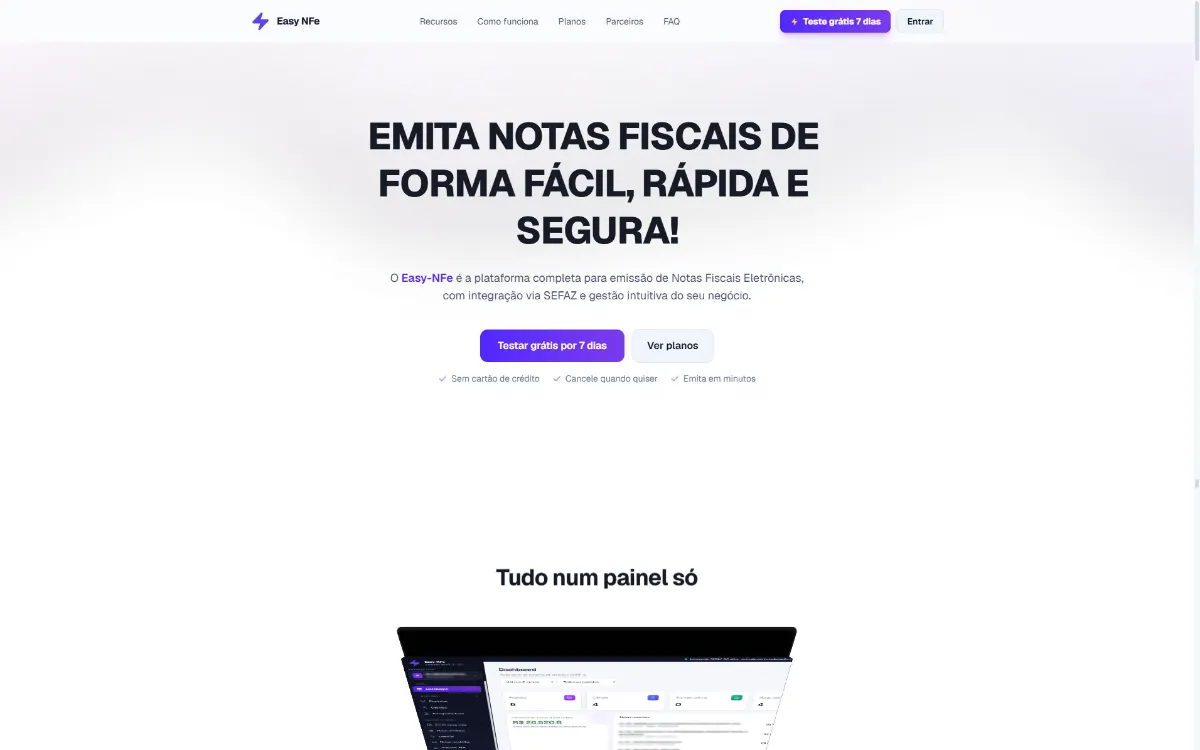 Easy NFe
Recursos
Como funciona
Planos
Parceiros
FAQ
Teste grátis 7 dias
Entrar
EMITA NOTAS FISCAIS DE
FORMA FÁCIL, RÁPIDA E
SEGURA!
O Easy-NFe é a plataforma completa para emissão de Notas Fiscais Eletrônicas,
com integração via SEFAZ e gestão intuitiva do seu negócio.
Testar grátis por 7 dias
Ver planos
Sem cartão de crédito
Cancele quando quiser
Emita em minutos
Tudo num painel só
Easy NFe
Dashboard